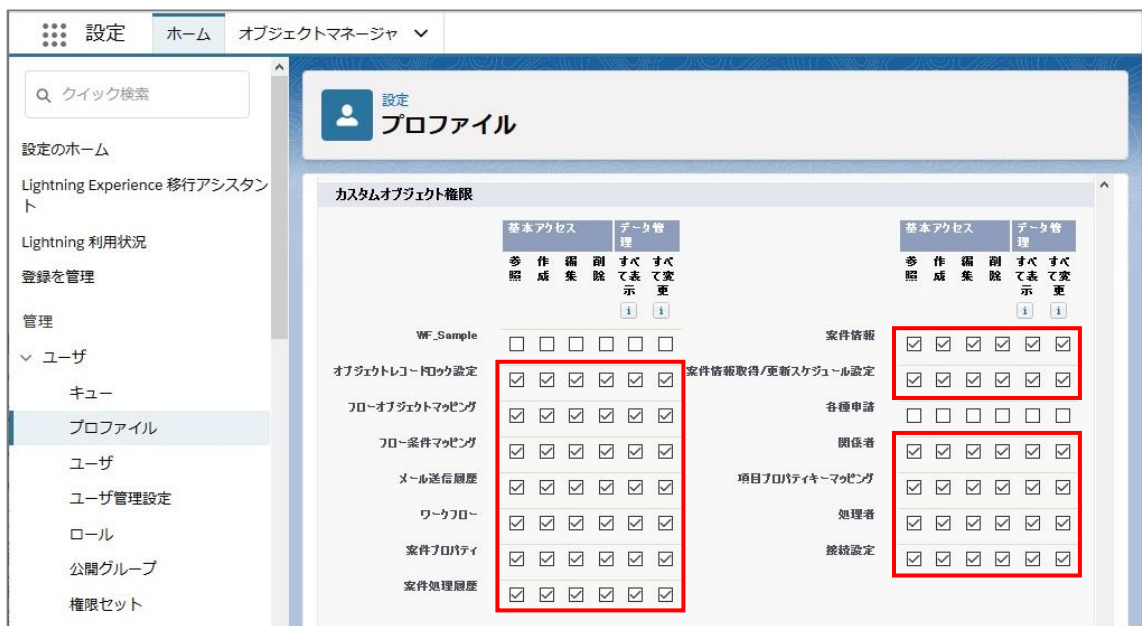 設定
ホーム
オブジェクトマネージャ
クイック検索
設定のホーム
Lightning Experience 移行アシスタン
ト
Lightning 利用状況
登録を管理
管理
ユーザ
キュー
プロファイル
ユーザ
ユーザ管理設定
ロール
公開グループ
権限セット
設定
プロファイル
カスタムオブジェクト権限
基本アクセス
データ管
理
参照
作成
編集
削除
すべて表示
すべて変更
WF_Sample
オブジェクトレコードロック設定
フローオブジェクトマッピング
フロー条件マッピング
メール送信履歴
ワークフロー
案件プロパティ
案件処理履歴
基本アクセス
データ管
理
参照
作成
編集
削除
すべて表示
すべて変更
案件情報
案件情報取得/更新スケジュール設定
各種申請
関係者
項目プロパティキーマッピング
処理者
接続設定